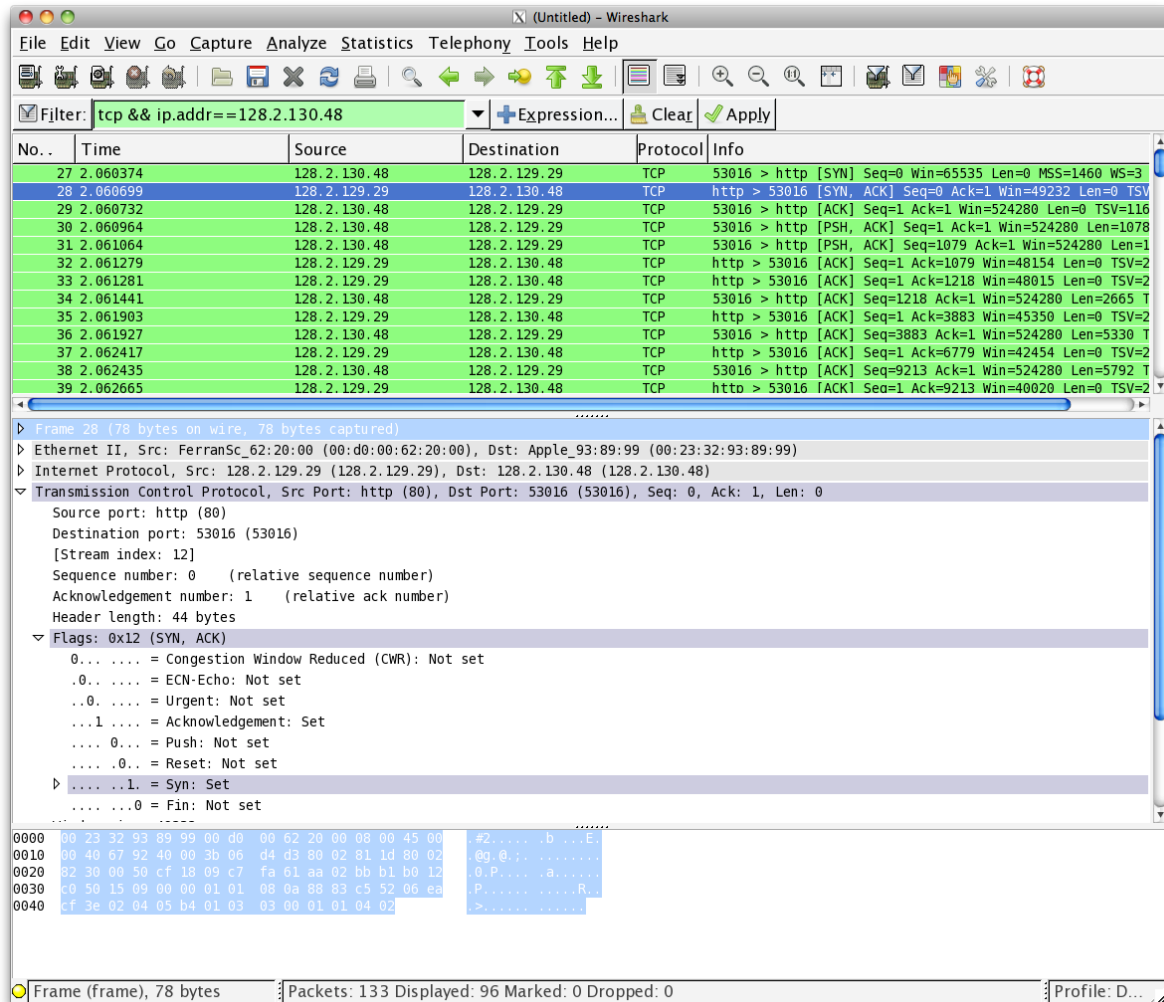 (Untitled) – Wireshark
File Edit View Go Capture Analyze Statistics Telephony Tools Help
Filter: tcp && ip.addr==128.2.130.48 Expression... Clear Apply
No. . Time Source Destination Protocol Info
27 2.060374 128.2.130.48 128.2.129.29 TCP 53016 > http [SYN] Seq=0 Win=65535 Len=0 MSS=1460 WS=3
28 2.060699 128.2.129.29 128.2.130.48 TCP http > 53016 [SYN, ACK] Seq=0 Ack=1 Win=49232 Len=0 TSV
29 2.060732 128.2.130.48 128.2.129.29 TCP 53016 > http [ACK] Seq=1 Ack=1 Win=524280 Len=0 TSV=116
30 2.060964 128.2.130.48 128.2.129.29 TCP 53016 > http [PSH, ACK] Seq=1 Ack=1 Win=524280 Len=1078
31 2.061064 128.2.130.48 128.2.129.29 TCP 53016 > http [PSH, ACK] Seq=1079 Ack=1 Win=524280 Len=1
32 2.061279 128.2.129.29 128.2.130.48 TCP http > 53016 [ACK] Seq=1 Ack=1079 Win=48154 Len=0 TSV=2
33 2.061281 128.2.129.29 128.2.130.48 TCP http > 53016 [ACK] Seq=1 Ack=1218 Win=48015 Len=0 TSV=2
34 2.061441 128.2.130.48 128.2.129.29 TCP 53016 > http [ACK] Seq=1218 Ack=1 Win=524280 Len=2665 T
35 2.061903 128.2.129.29 128.2.130.48 TCP http > 53016 [ACK] Seq=1 Ack=3883 Win=45350 Len=0 TSV=2
36 2.061927 128.2.130.48 128.2.129.29 TCP 53016 > http [ACK] Seq=3883 Ack=1 Win=524280 Len=5330 T
37 2.062417 128.2.129.29 128.2.130.48 TCP http > 53016 [ACK] Seq=1 Ack=6779 Win=42454 Len=0 TSV=2
38 2.062435 128.2.130.48 128.2.129.29 TCP 53016 > http [ACK] Seq=9213 Ack=1 Win=524280 Len=5792 T
39 2.062665 128.2.129.29 128.2.130.48 TCP http > 53016 [ACK] Seq=1 Ack=9213 Win=40020 Len=0 TSV=2
Frame 28 (78 bytes on wire, 78 bytes captured)
Ethernet II, Src: FerranSc_62:20:00 (00:d0:00:62:20:00), Dst: Apple_93:89:99 (00:23:32:93:89:99)
Internet Protocol, Src: 128.2.129.29 (128.2.129.29), Dst: 128.2.130.48 (128.2.130.48)
Transmission Control Protocol, Src Port: http (80), Dst Port: 53016 (53016), Seq: 0, Ack: 1, Len: 0
Source port: http (80)
Destination port: 53016 (53016)
[Stream index: 12]
Sequence number: 0 (relative sequence number)
Acknowledgement number: 1 (relative ack number)
Header length: 44 bytes
Flags: 0x12 (SYN, ACK)
0... .... = Congestion Window Reduced (CWR): Not set
.0.. .... = ECN-Echo: Not set
..0. .... = Urgent: Not set
...1 .... = Acknowledgement: Set
.... 0... = Push: Not set
.... .0.. = Reset: Not set
.... ..1. = Syn: Set
.... ...0 = Fin: Not set
0000 00 23 32 93 89 99 00 d0 00 62 20 00 08 00 45 00 .#2..... .b ...E.
0010 00 40 67 92 40 00 3b 06 d4 d3 80 02 81 1d 80 02 .@g.@.;. ........
0020 82 30 00 50 cf 18 09 c7 fa 61 aa 02 bb b1 b0 12 .0.P.... .a......
0030 c0 50 15 09 00 00 01 01 08 0a 88 83 c5 52 06 ea .P...... .....R..
0040 cf 3e 02 04 05 b4 01 03 03 00 01 01 04 02 .>...... ......
Frame (frame), 78 bytes Packets: 133 Displayed: 96 Marked: 0 Dropped: 0 Profile: D...